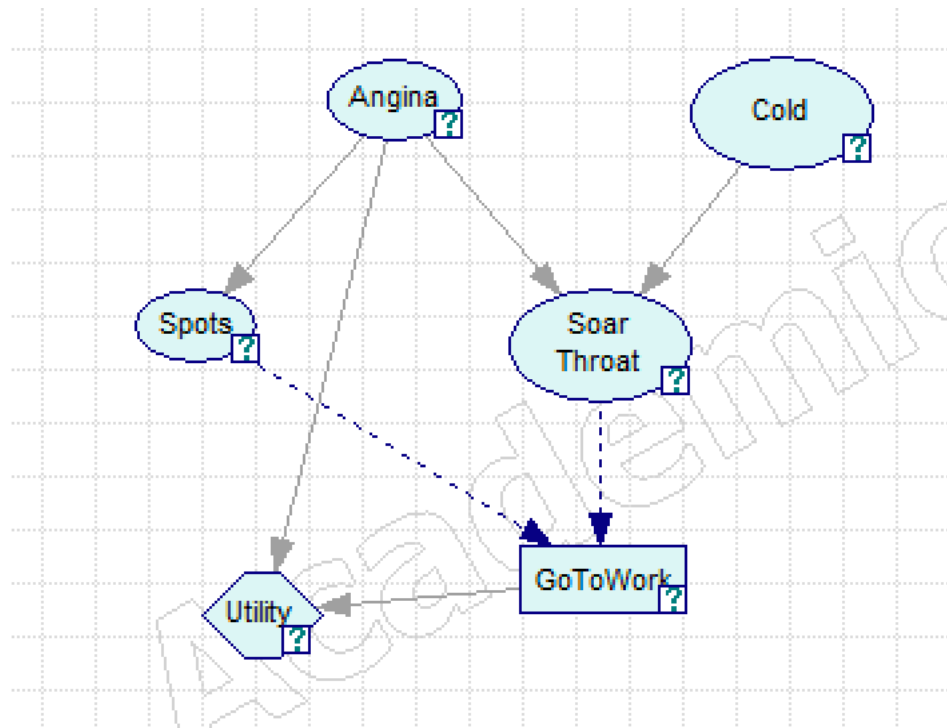 Angina
?
Cold
?
Spots
?
Soar
Throat
?
GoToWork
?
Utility
?
Academic